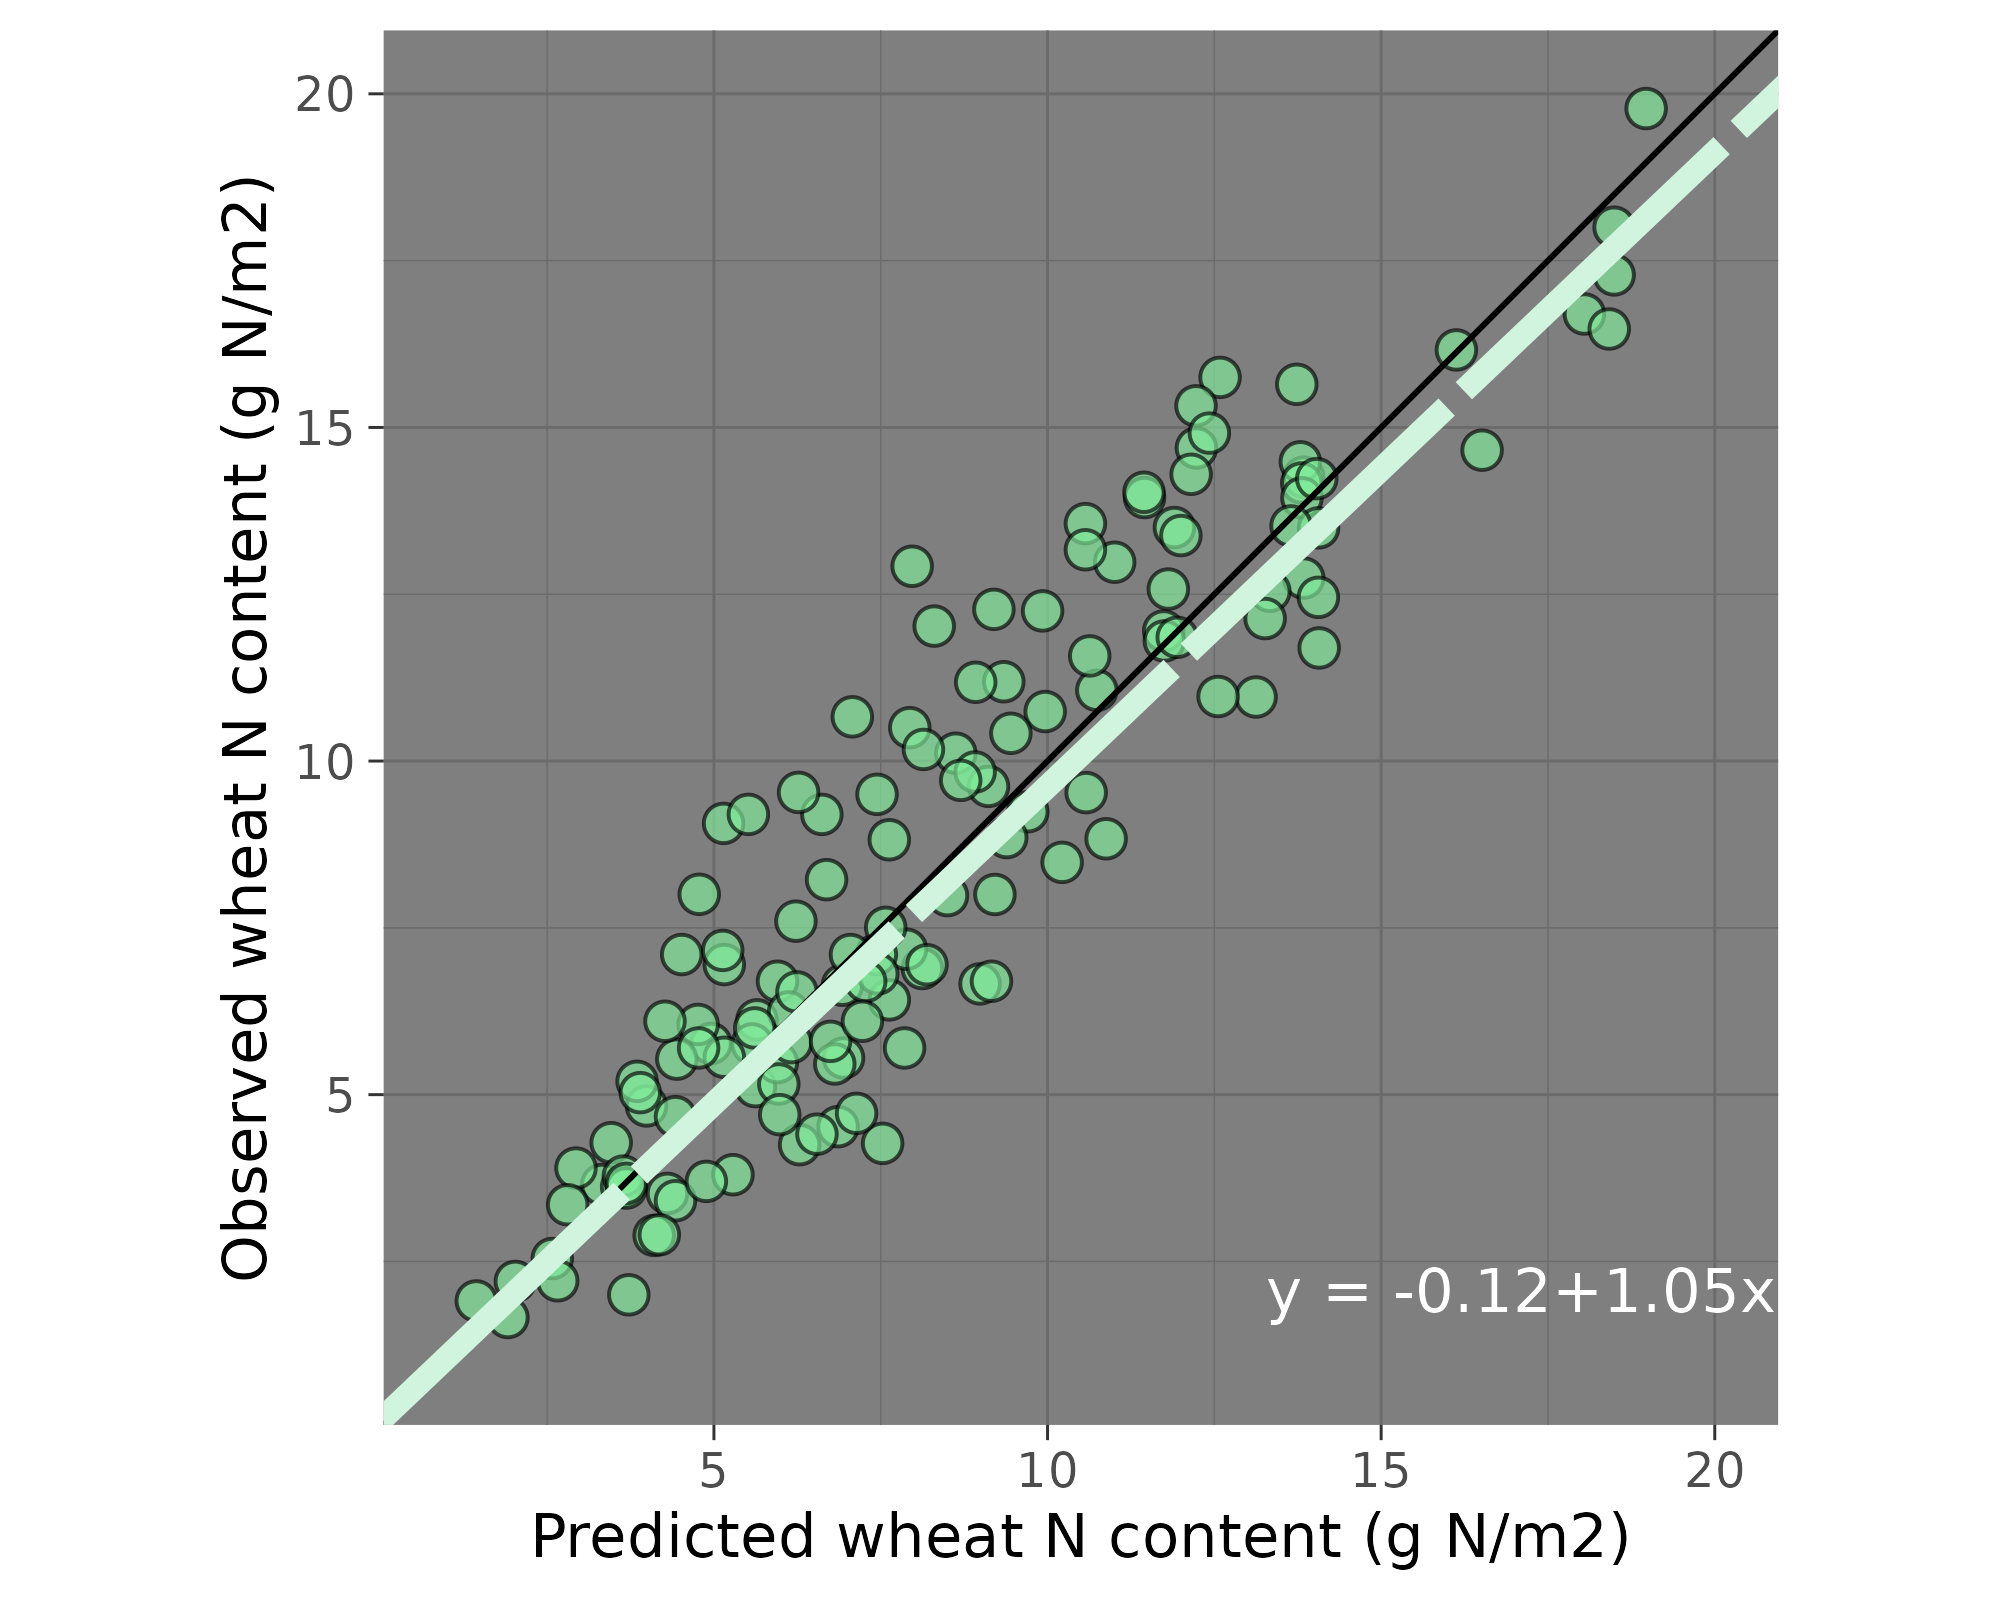 20
15
10
5
Observed wheat N content (g N/m2)
y = -0.12+1.05x
5 10 15 20
Predicted wheat N content (g N/m2)